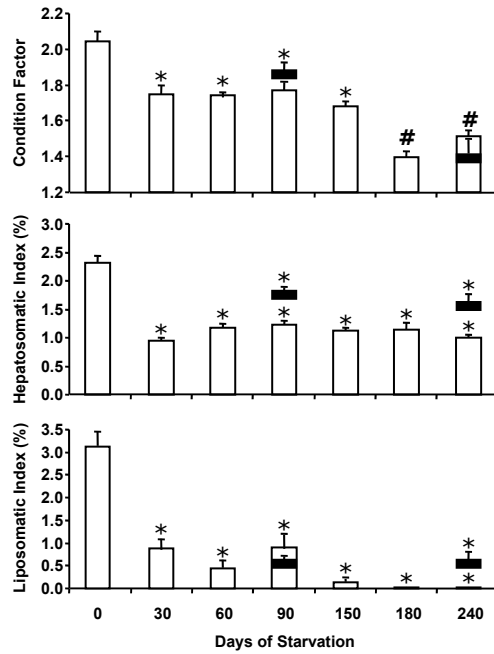 Condition Factor
2.2
2.0
1.8
1.6
1.4
1.2
* * * * # #
Hepatosomatic Index (%)
3.0
2.5
2.0
1.5
1.0
0.5
0.0
* *
* * * * * *
Liposomatic Index (%)
3.5
3.0
2.5
2.0
1.5
1.0
0.5
0.0
* * * * * *
*
0 30 60 90 150 180 240
Days of Starvation